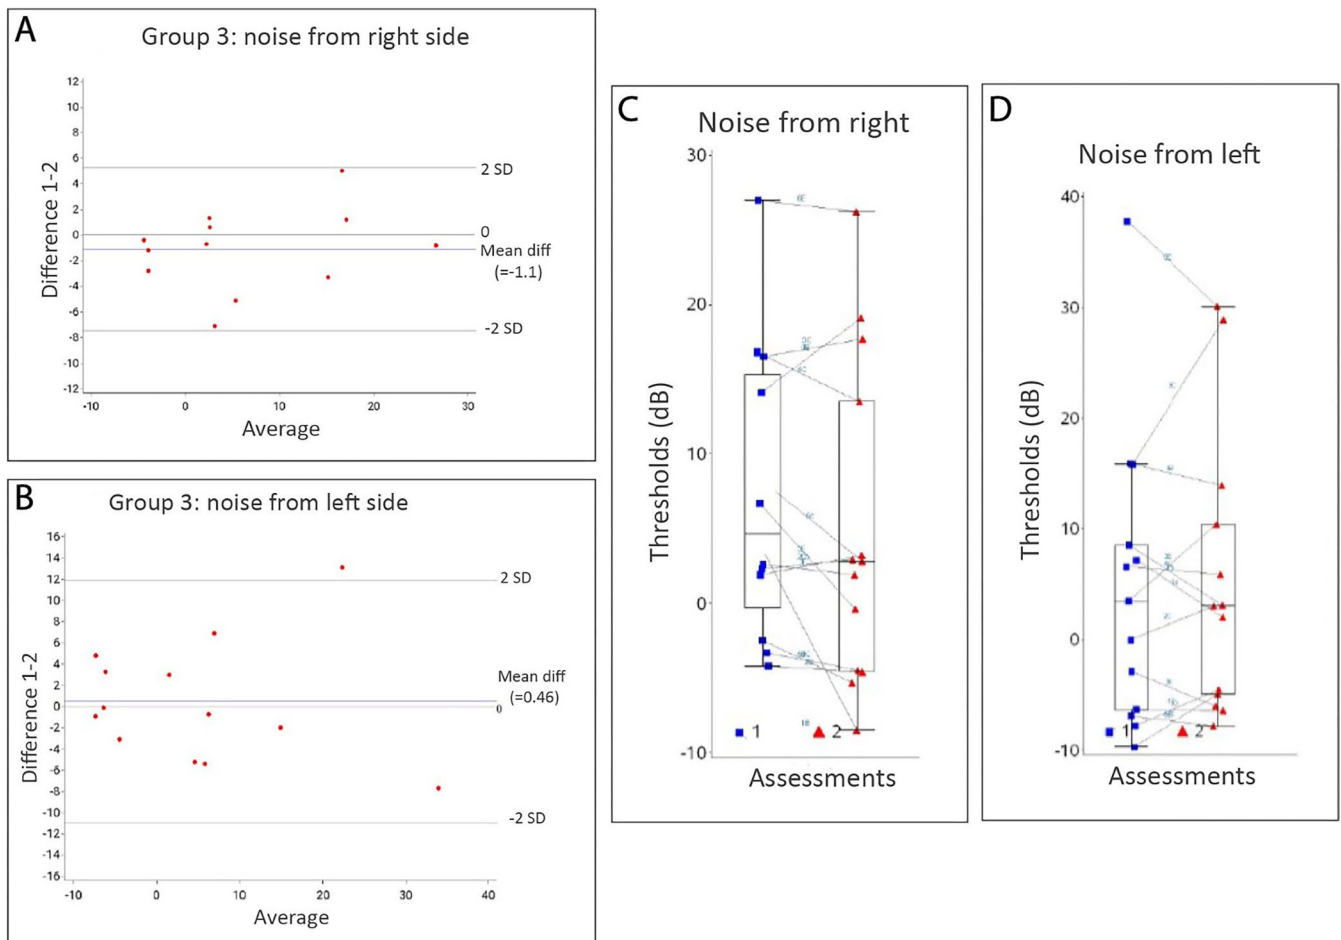 A
Group 3: noise from right side
Difference 1-2
12
10
8
6
4
2
0
-2
-4
-6
-8
-10
-12
2 SD
0
Mean diff
(=-1.1)
-2 SD
-10 0 10 20 30
Average
B
Group 3: noise from left side
Difference 1-2
16
14
12
10
8
6
4
2
0
-2
-4
-6
-8
-10
-12
-14
-16
2 SD
Mean diff
(=0.46)
0
-2 SD
-10 0 10 20 30 40
Average
C
Noise from right
Thresholds (dB)
30
20
10
0
-10
1 2
Assessments
D
Noise from left
Thresholds (dB)
40
30
20
10
0
-10
1 2
Assessments